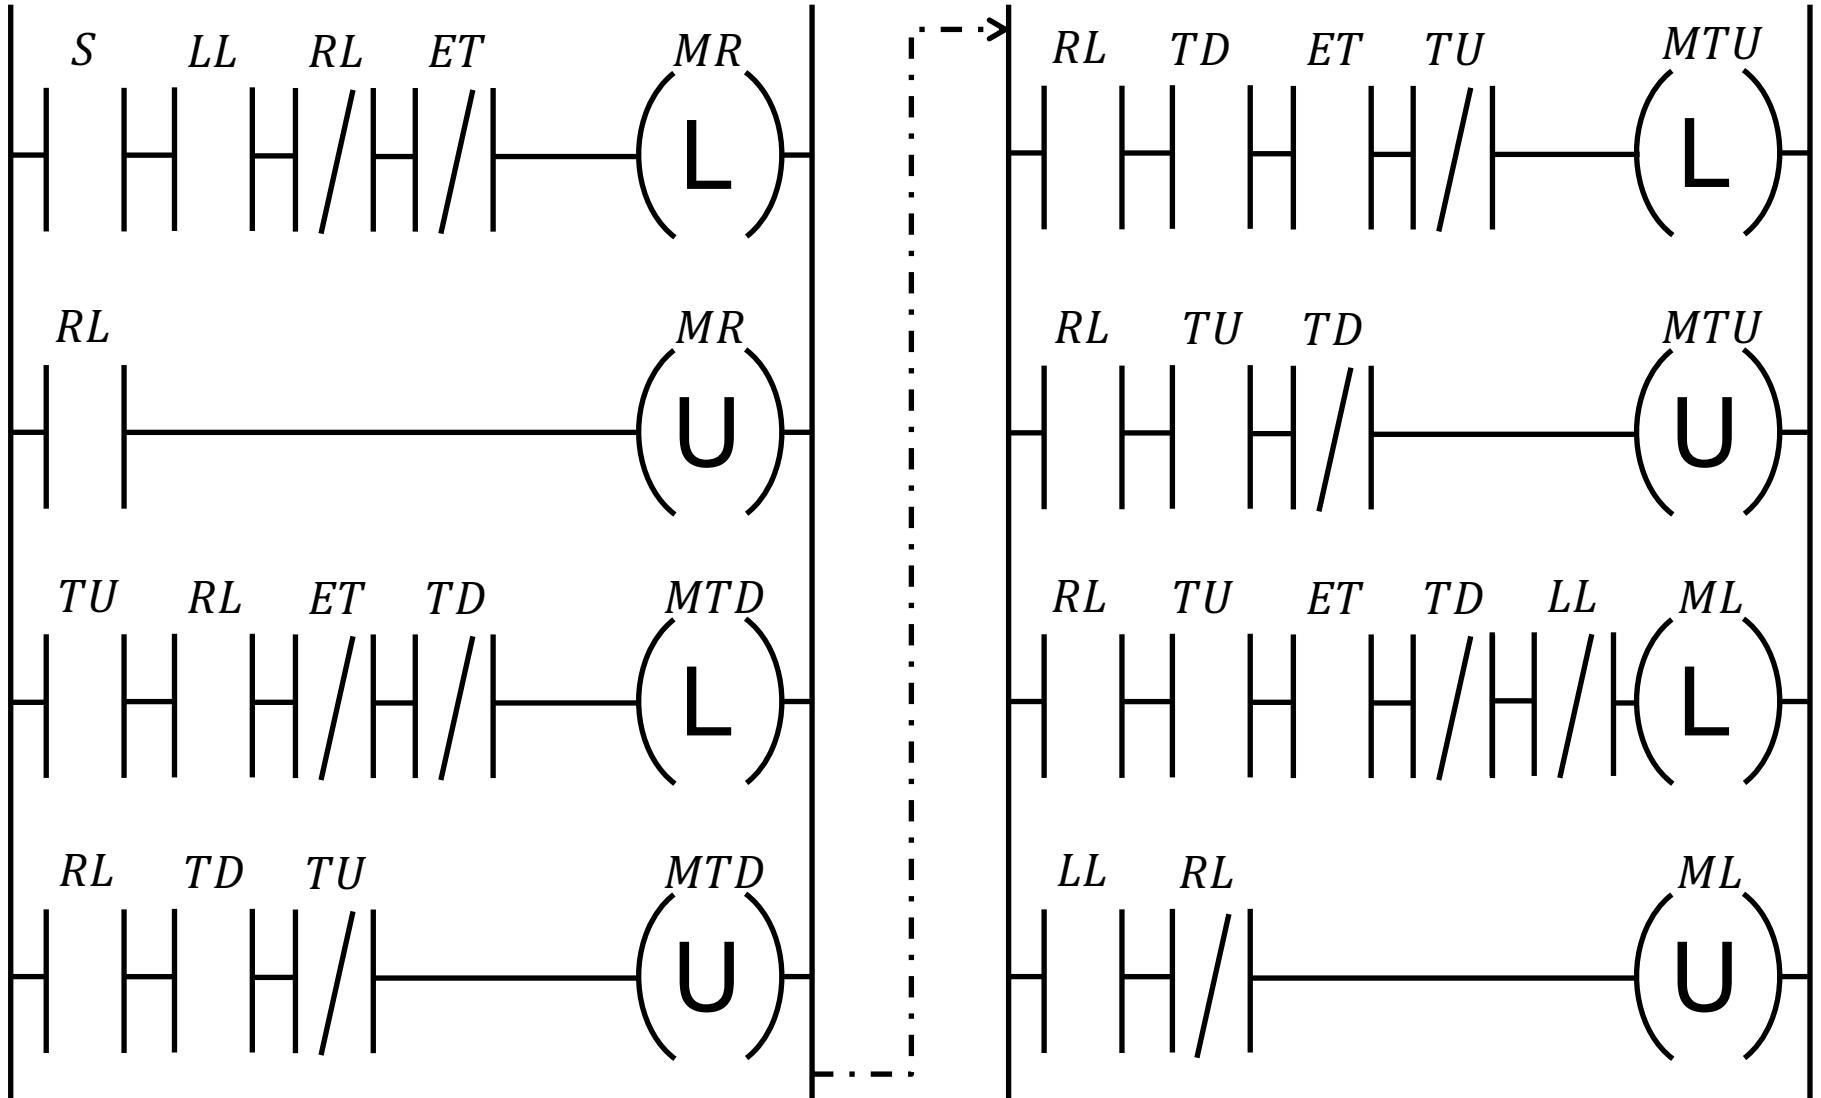 S LL RL ET MR
L
RL MR
U
TU RL ET TD MTD
L
RL TD TU MTD
U
RL TD ET TU MTU
L
RL TU TD MTU
U
RL TU ET TD LL ML
L
LL RL ML
U